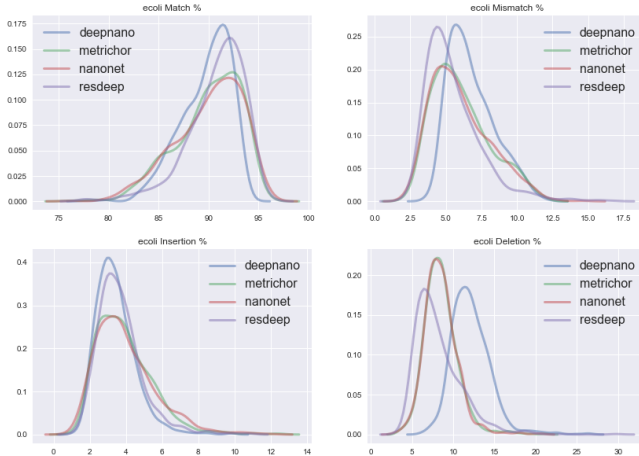 ecoli Match %
deepnano
metrichor
nanonet
resdeep
0.175
0.150
0.125
0.100
0.075
0.050
0.025
0.000
75 80 85 90 95 100
ecoli Mismatch %
deepnano
metrichor
nanonet
resdeep
0.25
0.20
0.15
0.10
0.05
0.00
0.0 2.5 5.0 7.5 10.0 12.5 15.0 17.5
ecoli Insertion %
deepnano
metrichor
nanonet
resdeep
0.4
0.3
0.2
0.1
0.0
0 2 4 6 8 10 12 14
ecoli Deletion %
deepnano
metrichor
nanonet
resdeep
0.20
0.15
0.10
0.05
0.00
0 5 10 15 20 25 30